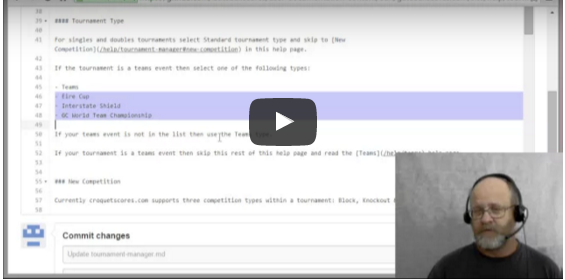 38
39 #### Tournament Type
40
41 For singles and doubles tournaments select Standard tournament type and skip to [New
Competition](/help/tournament-manager#new-competition) in this help page.
42
43 If the tournament is a teams event then select one of the following types:
44
45 - Teams
46 - Eire Cup
47 - Interstate Shield
48 - GC World Team Championship
49
50 If your teams event is not in the list then use the Teams
51
52 If your tournament is a teams event then skip this rest of this help page and read the [Teams](/help
53
54
55 ### New Competition
56
57 Currently croquetscores.com supports three competition types within a tournament: Block, Knockout
58
Commit changes
Update tournament-manager.md